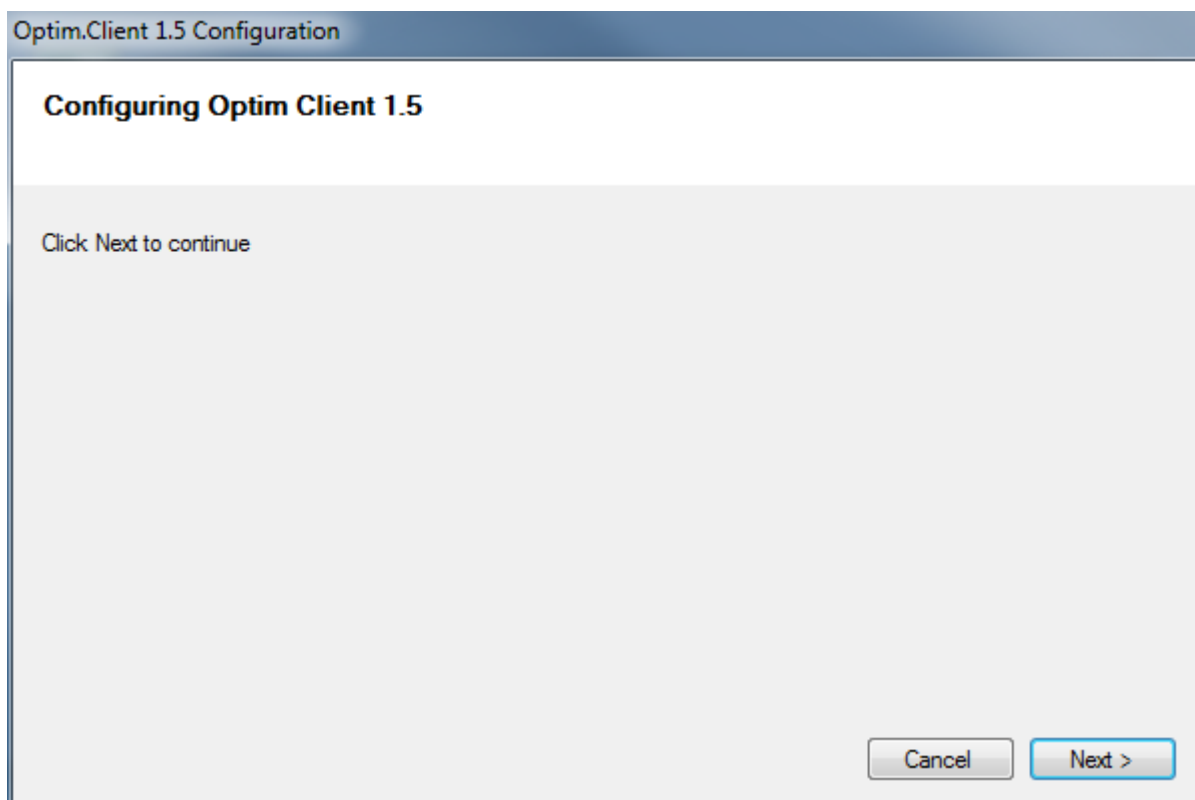 Optim.Client 1.5 Configuration
Configuring Optim Client 1.5
Click Next to continue
Cancel
Next >